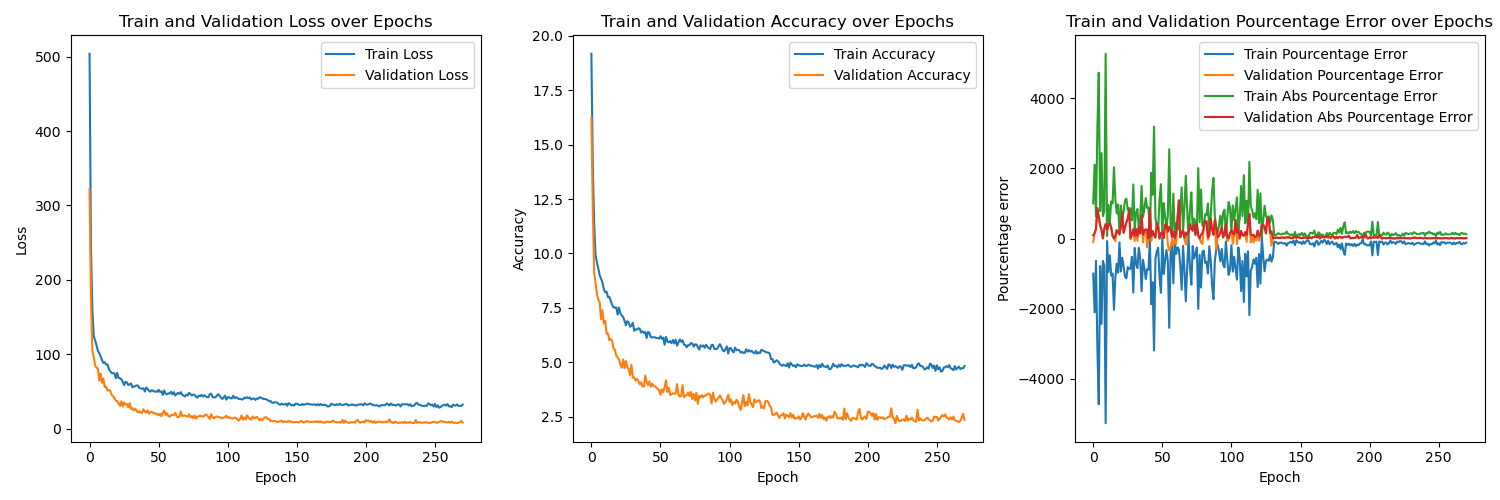 Train and Validation Loss over Epochs
Train Loss
Validation Loss
500
400
300
200
100
0
Loss
0 50 100 150 200 250
Epoch
Train and Validation Accuracy over Epochs
Train Accuracy
Validation Accuracy
20.0
17.5
15.0
12.5
10.0
7.5
5.0
2.5
Accuracy
0 50 100 150 200 250
Epoch
Train and Validation Pourcentage Error over Epochs
Train Pourcentage Error
Validation Pourcentage Error
Train Abs Pourcentage Error
Validation Abs Pourcentage Error
4000
2000
0
−2000
−4000
Pourcentage error
0 50 100 150 200 250
Epoch